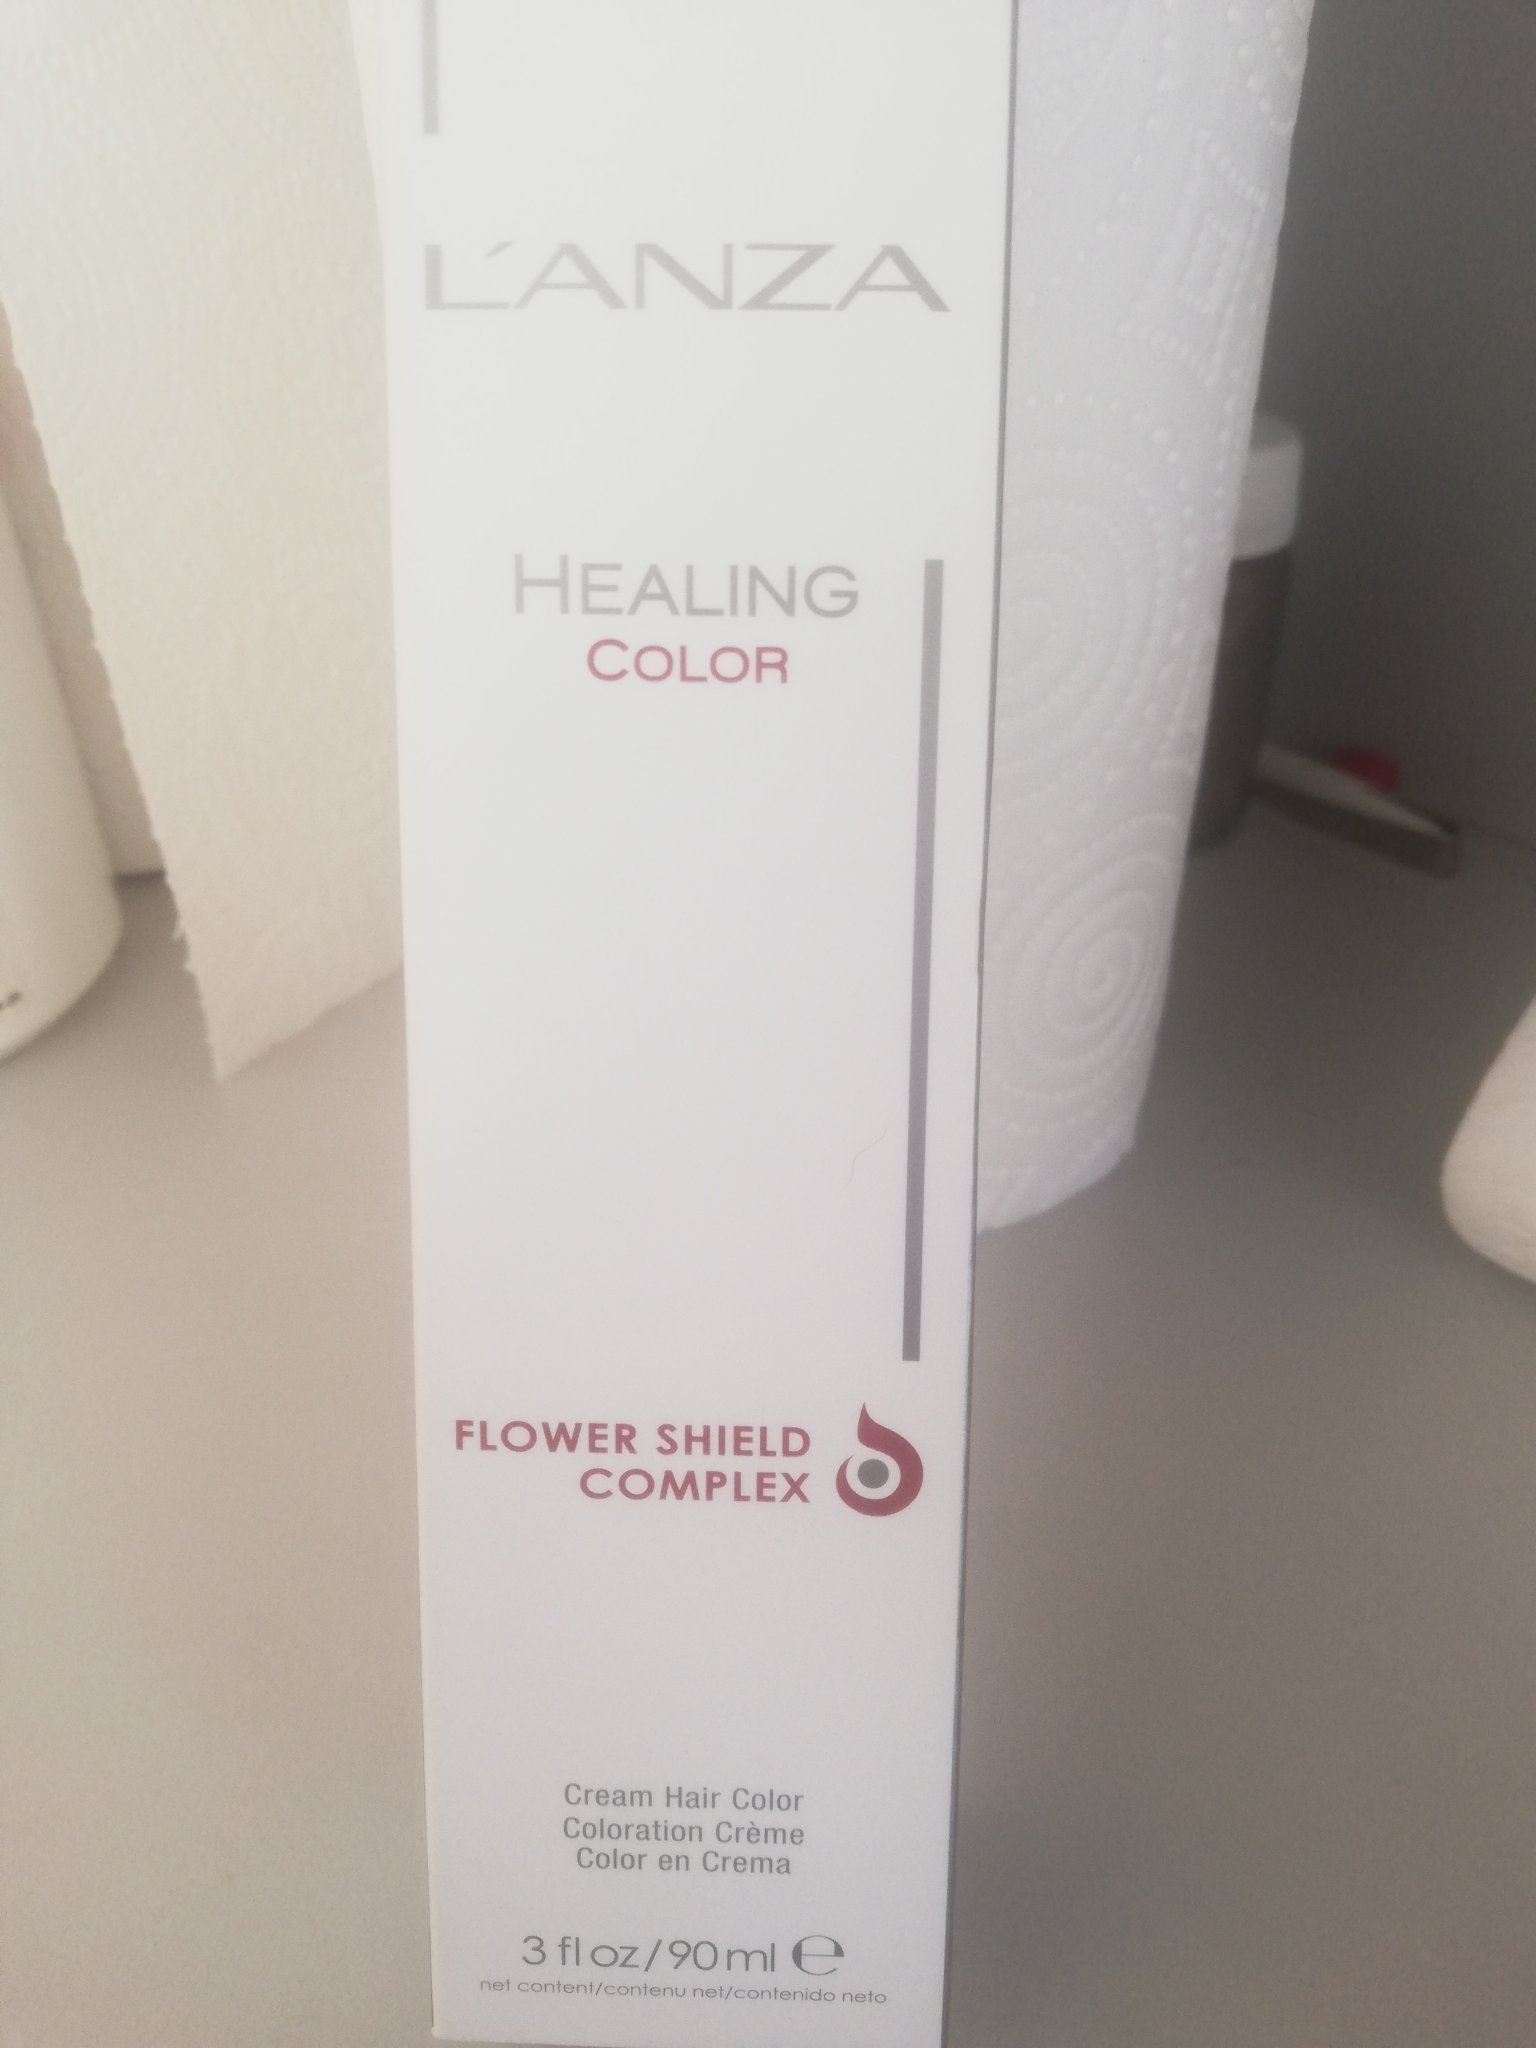 L'ANZA
HEALING
COLOR
FLOWER SHIELD
COMPLEX
Cream Hair Color
Coloration Crème
Color en Crema
3 fl oz/90ml ℮
net content/contenu net/contenido neto